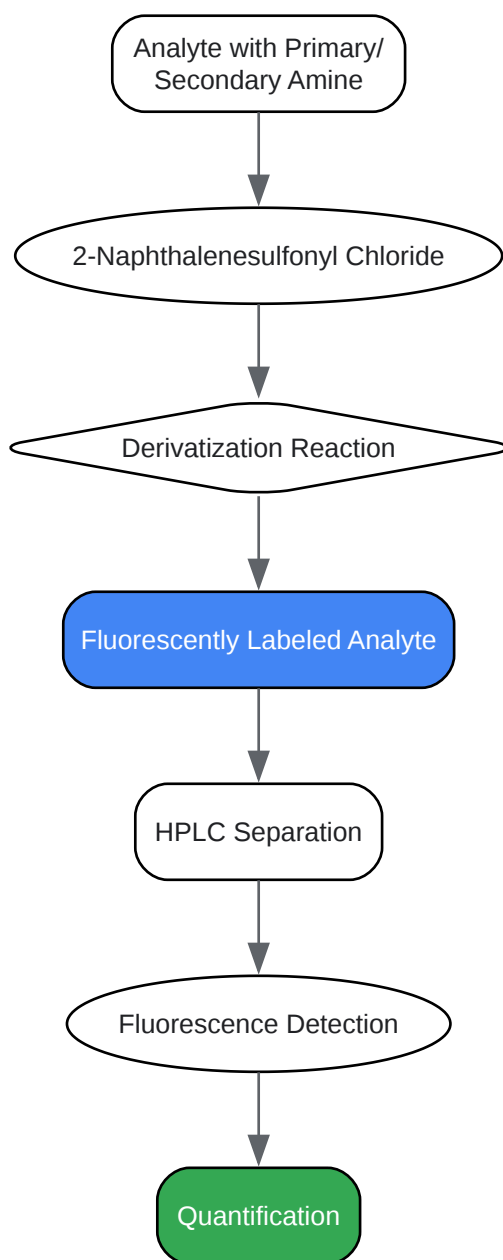 Analyte with Primary/
Secondary Amine
2-Naphthalenesulfonyl Chloride
Derivatization Reaction
Fluorescently Labeled Analyte
HPLC Separation
Fluorescence Detection
Quantification